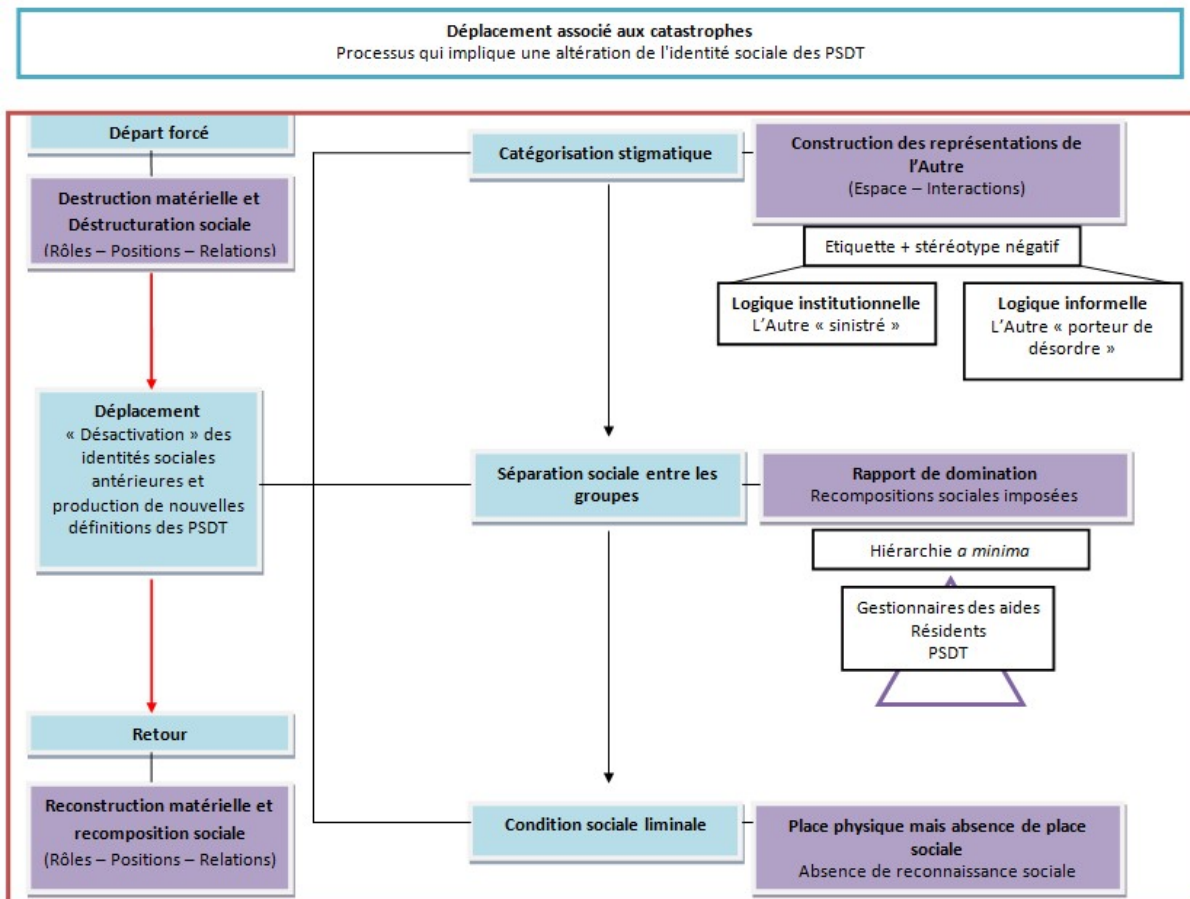 Déplacement associé aux catastrophes
Processus qui implique une altération de l'identité sociale des PSDT
Départ forcé
Destruction matérielle et
Déstructuration sociale
(Rôles – Positions – Relations)
Déplacement
« Désactivation » des
identités sociales
antérieures et
production de nouvelles
définitions des PSDT
Retour
Reconstruction matérielle et
recomposition sociale
(Rôles – Positions – Relations)
Catégorisation stigmatique
Construction des représentations de
l'Autre
(Espace – Interactions)
Etiquette + stéréotype négatif
Logique institutionnelle
L'Autre « sinistré »
Logique informelle
L'Autre « porteur de
désordre »
Séparation sociale entre les
groupes
Rapport de domination
Recompositions sociales imposées
Hiérarchie a minima
Gestionnaires des aides
Résidents
PSDT
Condition sociale liminale
Place physique mais absence de place
sociale
Absence de reconnaissance sociale